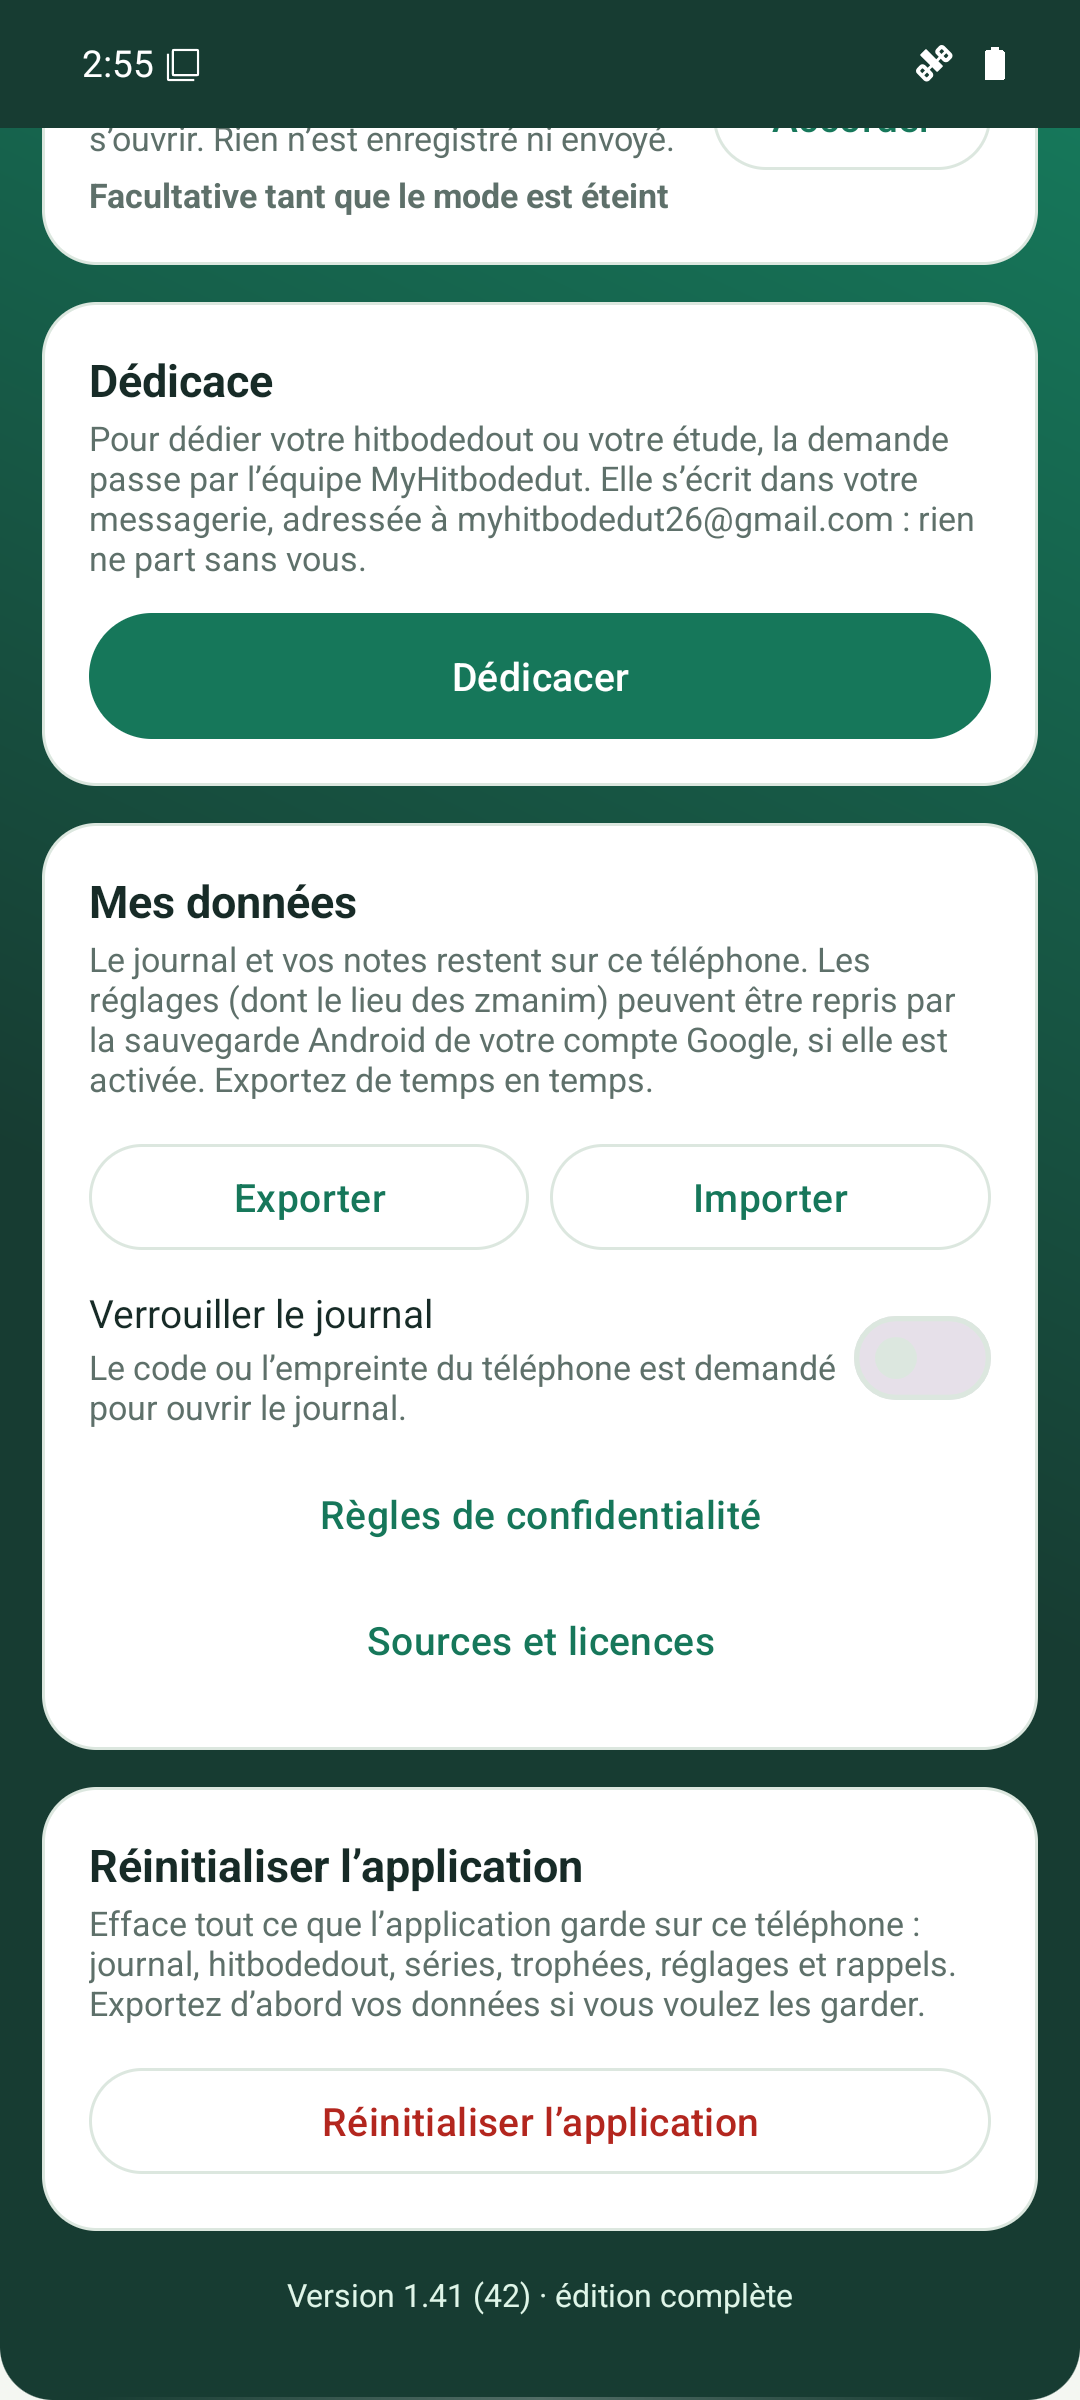 2:55
s’ouvrir. Rien n’est enregistré ni envoyé.
Accorder
Facultative tant que le mode est éteint
Dédicace
Pour dédier votre hitbodedout ou votre étude, la demande
passe par l’équipe MyHitbodedut. Elle s’écrit dans votre
messagerie, adressée à myhitbodedut26@gmail.com : rien
ne part sans vous.
Dédicacer
Mes données
Le journal et vos notes restent sur ce téléphone. Les
réglages (dont le lieu des zmanim) peuvent être repris par
la sauvegarde Android de votre compte Google, si elle est
activée. Exportez de temps en temps.
Exporter
Importer
Verrouiller le journal
Le code ou l’empreinte du téléphone est demandé
pour ouvrir le journal.
Règles de confidentialité
Sources et licences
Réinitialiser l’application
Efface tout ce que l’application garde sur ce téléphone :
journal, hitbodedout, séries, trophées, réglages et rappels.
Exportez d’abord vos données si vous voulez les garder.
Réinitialiser l’application
Version 1.41 (42) · édition complète